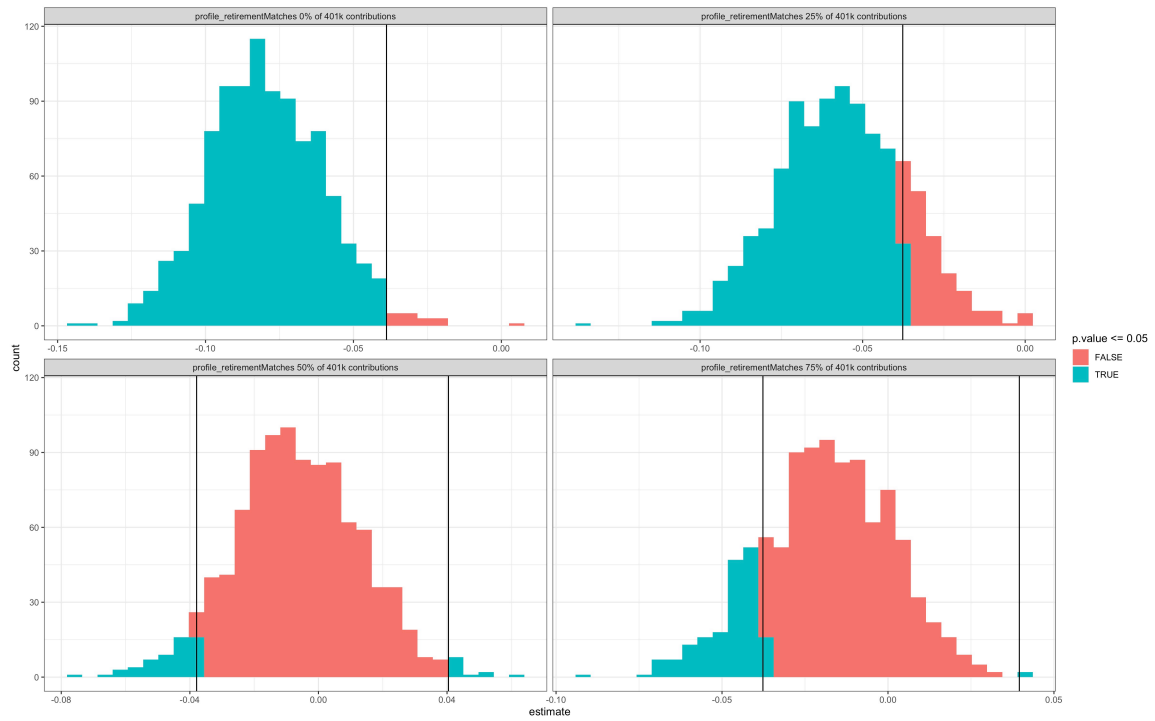 profile_retirementMatches 0% of 401k contributions
profile_retirementMatches 25% of 401k contributions
120
90
60
30
0
-0.15 -0.10 -0.05 0.00
-0.10 -0.05 0.00
profile_retirementMatches 50% of 401k contributions
profile_retirementMatches 75% of 401k contributions
120
90
60
30
0
-0.08 -0.04 0.00 0.04
-0.10 -0.05 0.00 0.05
count
estimate
p.value <= 0.05
FALSE
TRUE